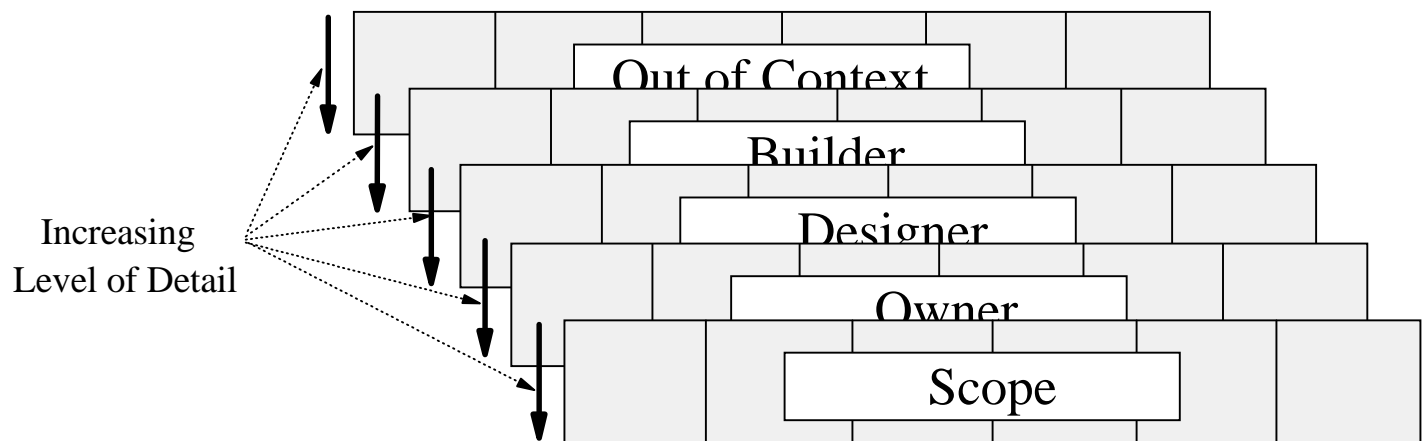 Out of Context
Builder
Designer
Owner
Scope
Increasing
Level of Detail